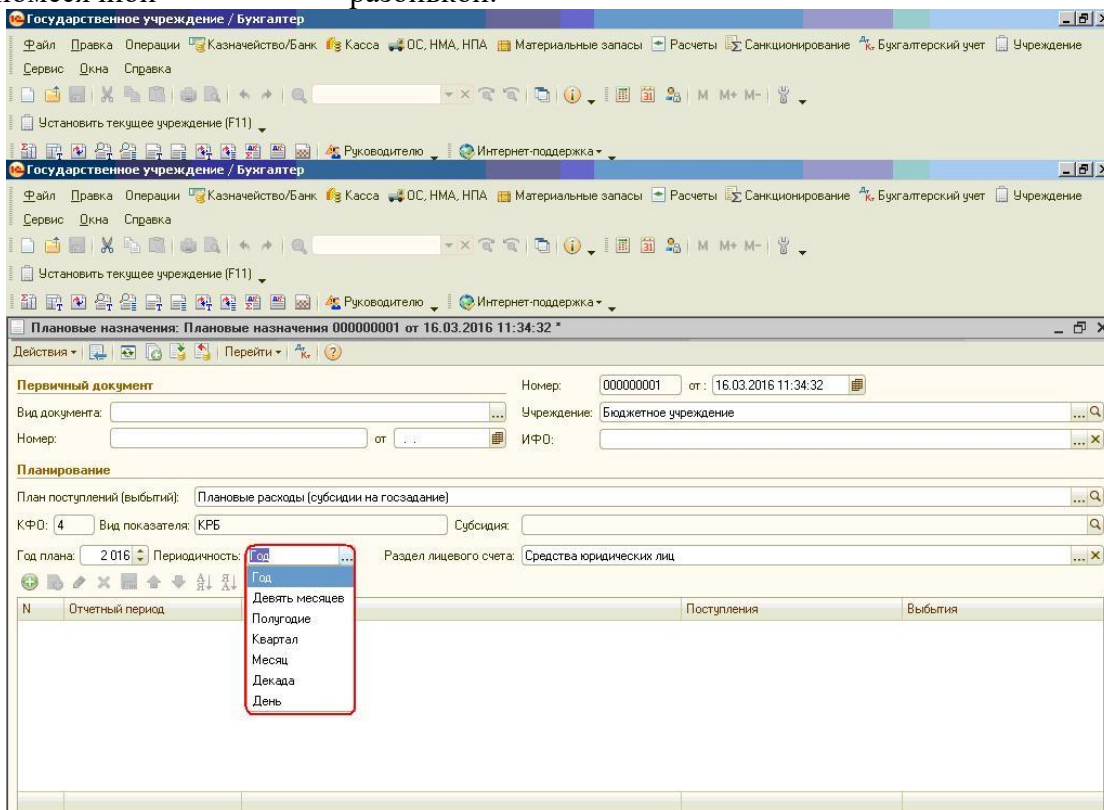 разбивкой.
Государственное учреждение / Бухгалтер
Файл Правка Операции Казначейство/Банк Касса ОС, НМА, НПА Материальные запасы Расчеты Санкционирование Бухгалтерский учет Учреждение
Сервис Окна Справка
M M+ M-
Установить текущее учреждение (F11)
Руководителю Интернет-поддержка
Государственное учреждение / Бухгалтер
Файл Правка Операции Казначейство/Банк Касса ОС, НМА, НПА Материальные запасы Расчеты Санкционирование Бухгалтерский учет Учреждение
Сервис Окна Справка
M M+ M-
Установить текущее учреждение (F11)
Руководителю Интернет-поддержка
Плановые назначения: Плановые назначения 000000001 от 16.03.2016 11:34:32 *
Действия Перейти
Первичный документ Номер: 000000001 от: 16.03.2016 11:34:32
Вид документа: ... Учреждение: Бюджетное учреждение ...
Номер: от . . ИФО: ...
Планирование
План поступлений (выбытий): Плановые расходы (субсидии на госзадание) ...
КФО: 4 Вид показателя: КРБ Субсидия:
Год плана: 2 016 Периодичность: Год ... Раздел лицевого счета: Средства юридических лиц ...
Год
Девять месяцев
Полугодие
Квартал
Месяц
Декада
День
N Отчетный период Поступления Выбытия